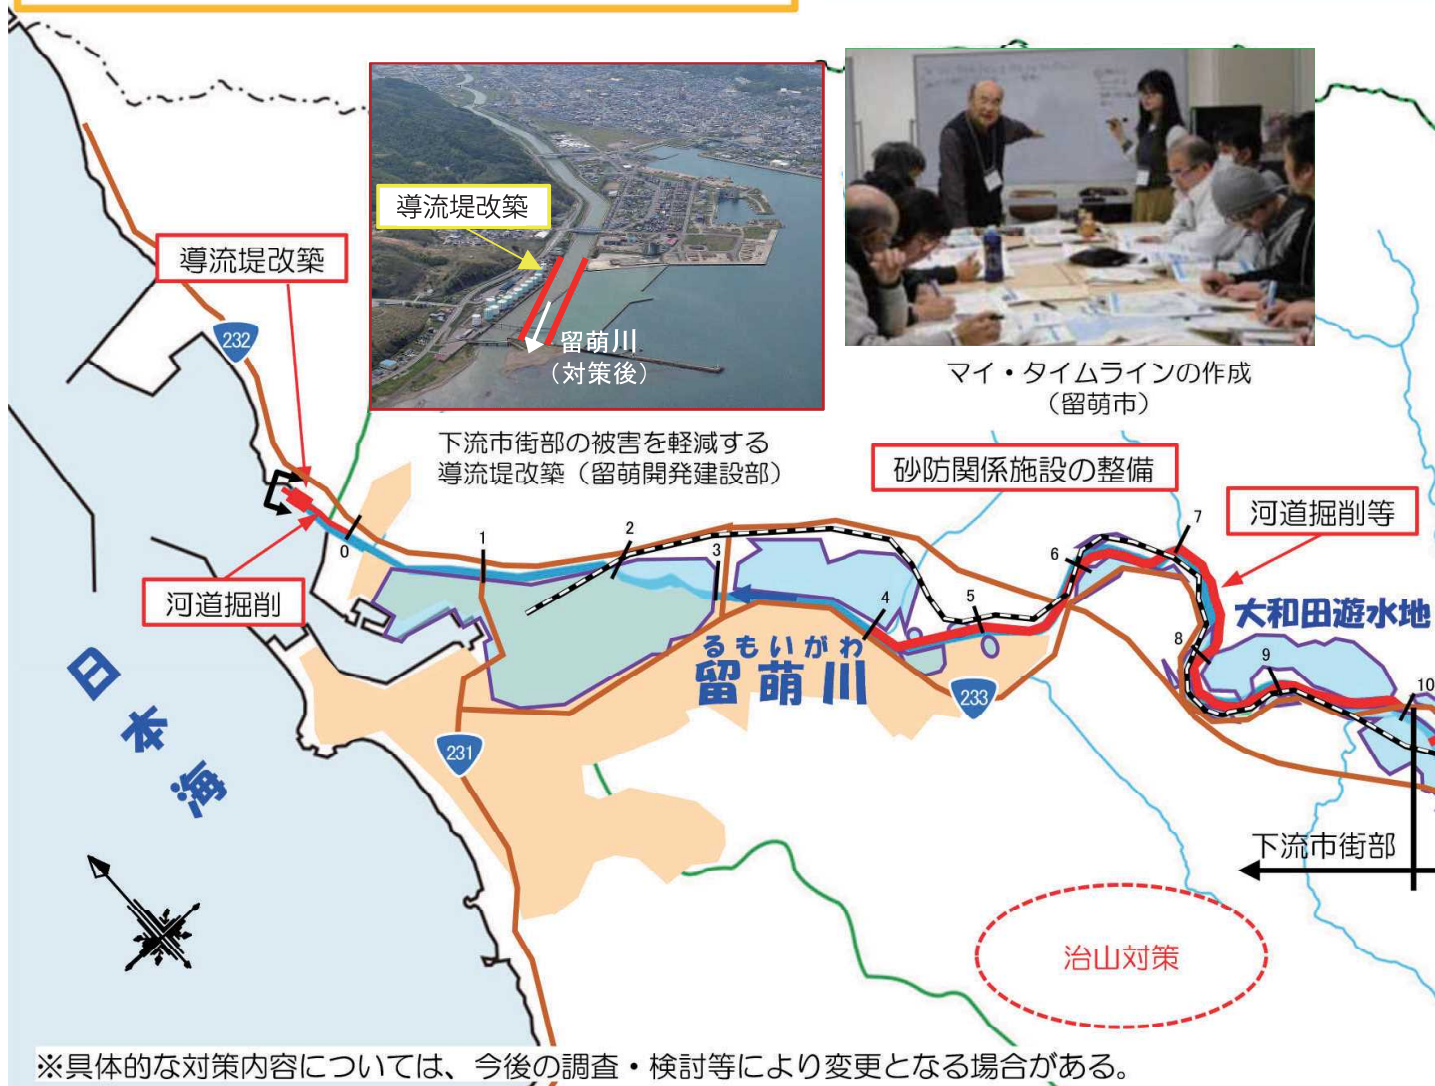 導流堤改築
留萌川
(対策後)
下流市街部の被害を軽減する
導流堤改築(留萌開発建設部)
マイ・タイムラインの作成
(留萌市)
導流堤改築
232
砂防関係施設の整備
河道掘削等
河道掘削
0
1
2
3
4
5
6
7
8
9
10
大和田遊水地
るもいがわ
留萌川
233
231
日本海
下流市街部
治山対策
※具体的な対策内容については、今後の調査・検討等により変更となる場合がある。